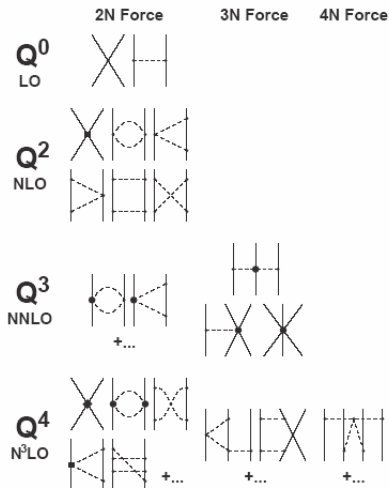 2N Force 3N Force 4N Force
Q⁰
LO
Q²
NLO
Q³
NNLO
+...
Q⁴
N³LO
+... +... +...